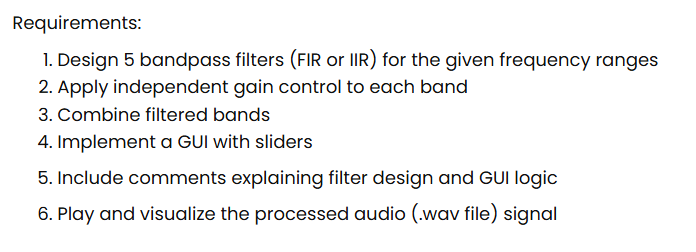 Requirements:
1. Design 5 bandpass filters (FIR or IIR) for the given frequency ranges
2. Apply independent gain control to each band
3. Combine filtered bands
4. Implement a GUI with sliders
5. Include comments explaining filter design and GUI logic
6. Play and visualize the processed audio (.wav file) signal